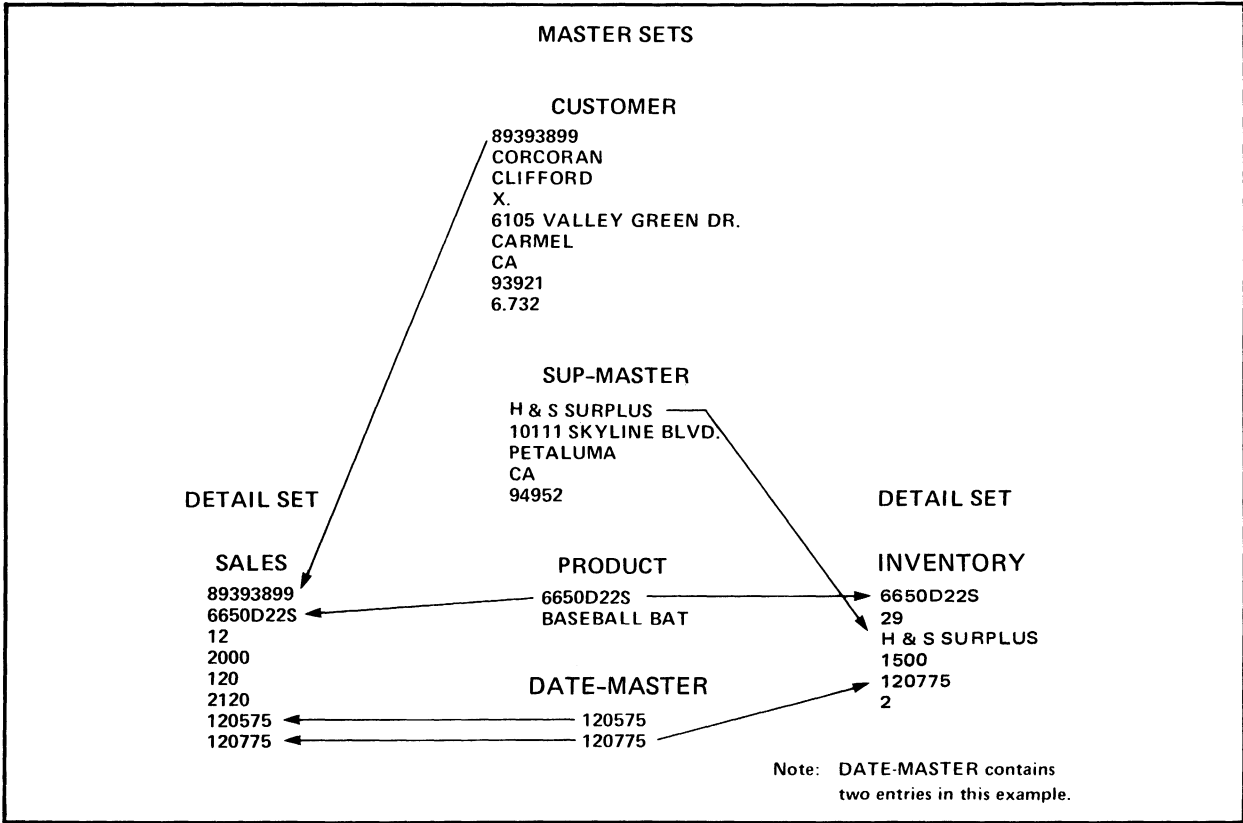 MASTER SETS
CUSTOMER
89393899
CORCORAN
CLIFFORD
X.
6105 VALLEY GREEN DR.
CARMEL
CA
93921
6.732
SUP-MASTER
H & S SURPLUS
10111 SKYLINE BLVD.
PETALUMA
CA
94952
DETAIL SET
SALES
89393899
6650D22S
12
2000
120
2120
120575
120775
PRODUCT
6650D22S
BASEBALL BAT
DATE-MASTER
120575
120775
DETAIL SET
INVENTORY
6650D22S
29
H & S SURPLUS
1500
120775
2
Note: DATE-MASTER contains
two entries in this example.